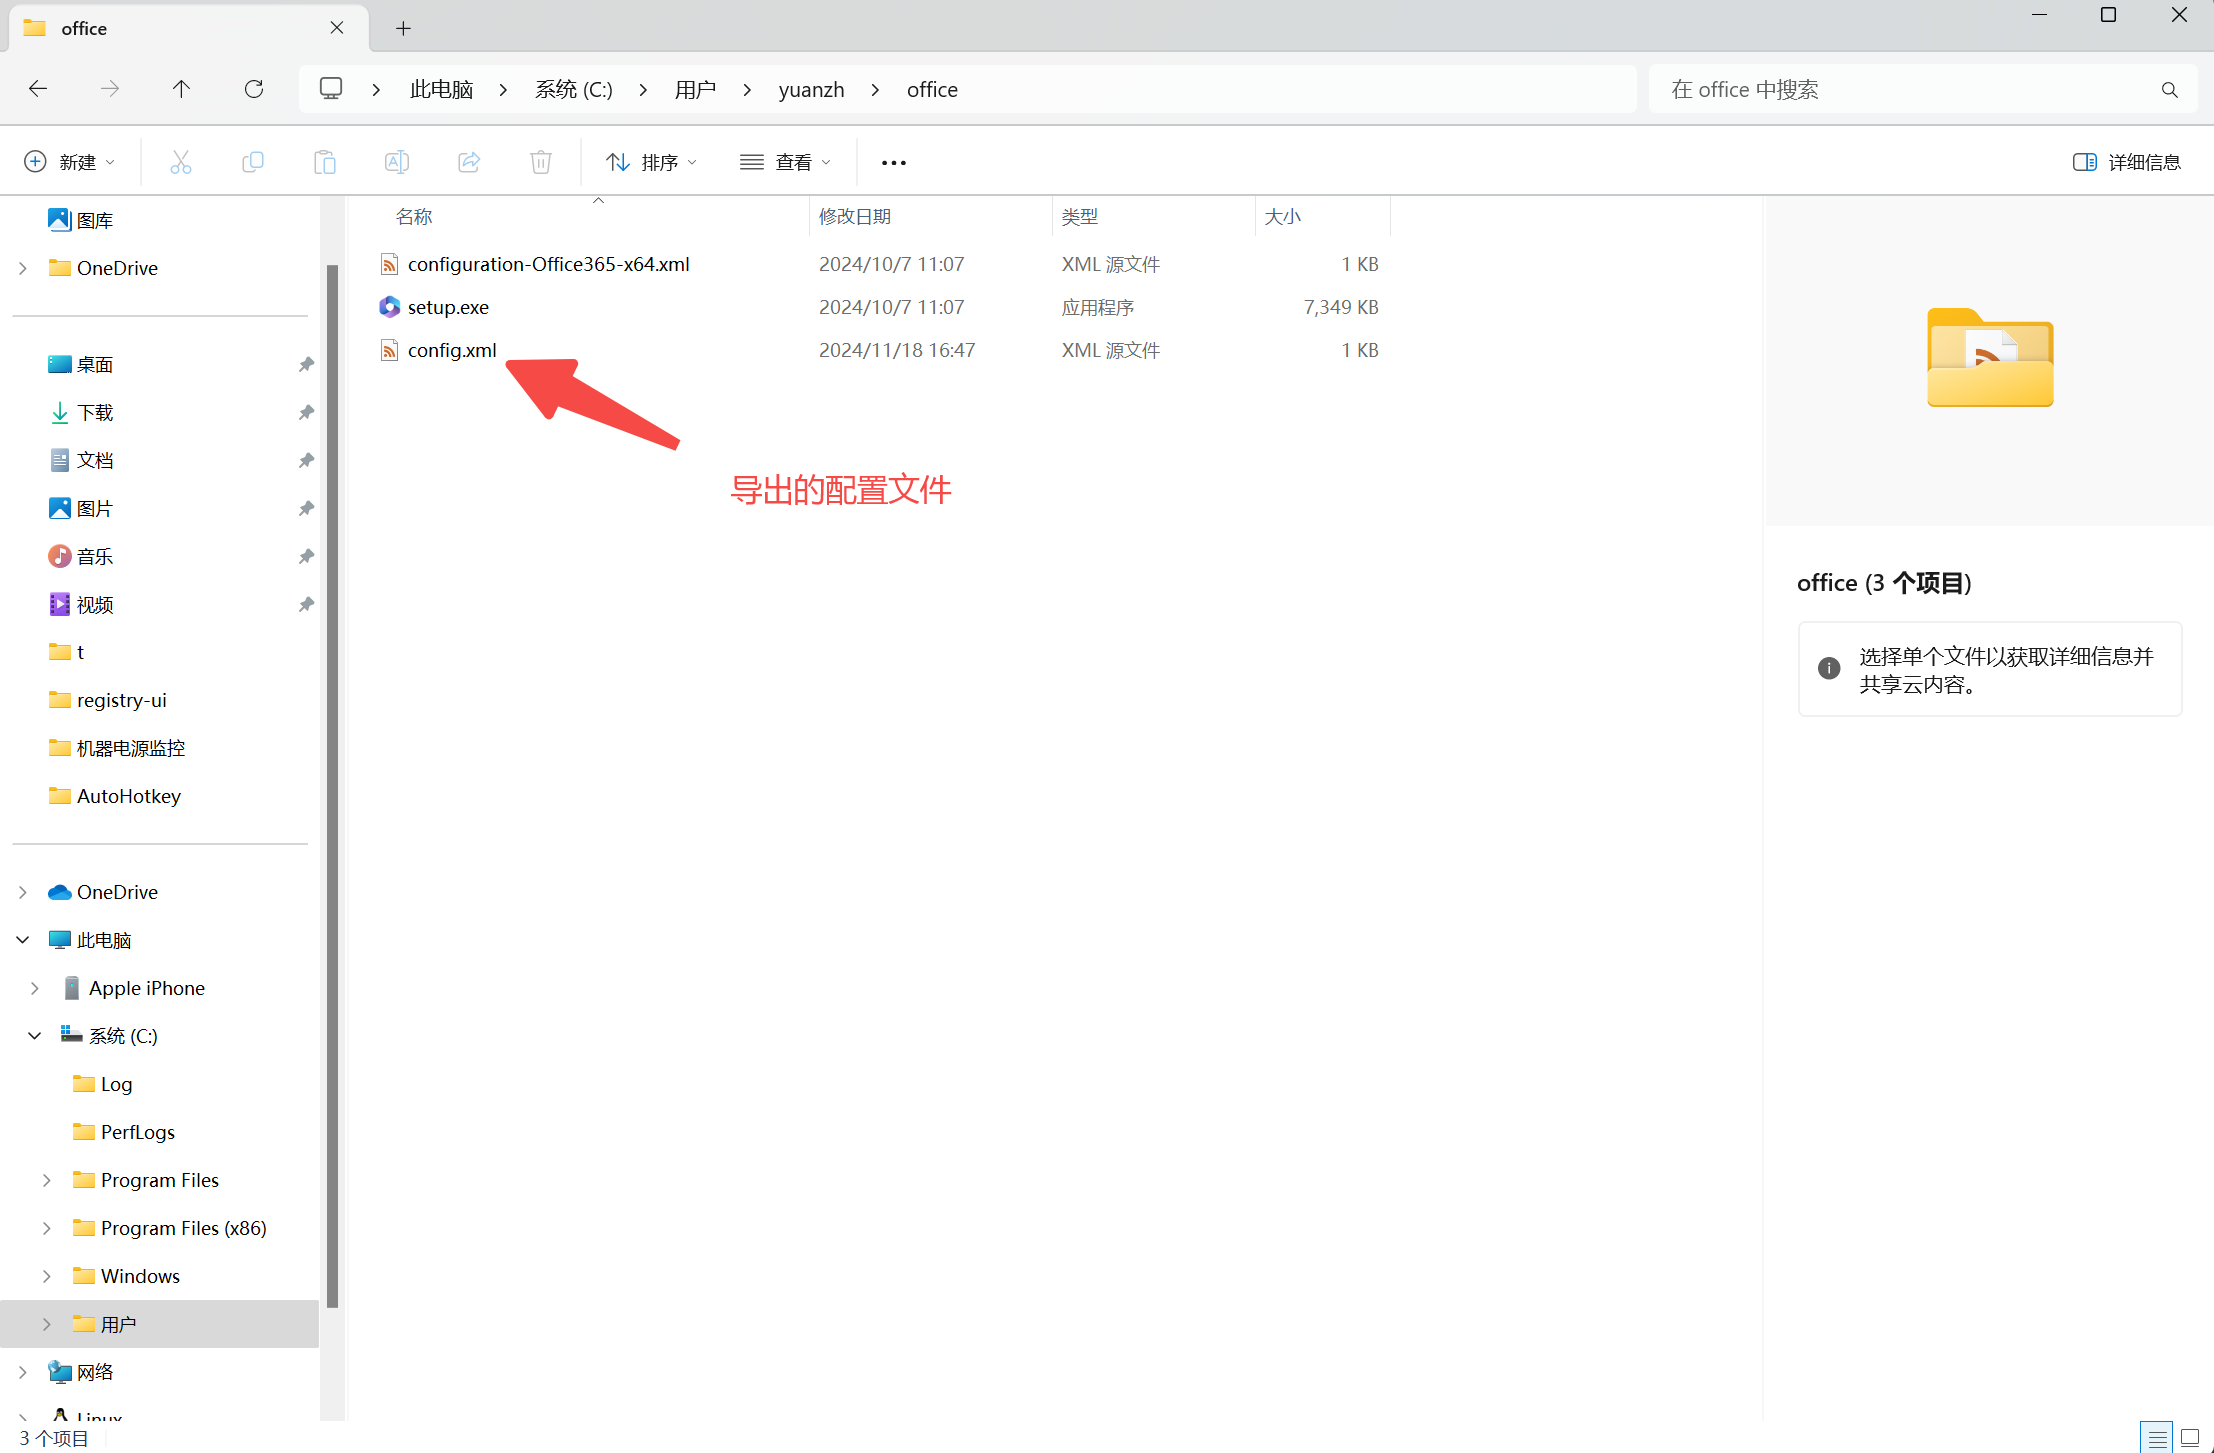 office
此电脑
系统 (C:)
用户
yuanzh
office
在 office 中搜索
新建
排序
查看
详细信息
图库
OneDrive
桌面
下载
文档
图片
音乐
视频
t
registry-ui
机器电源监控
AutoHotkey
OneDrive
此电脑
Apple iPhone
系统 (C:)
Log
PerfLogs
Program Files
Program Files (x86)
Windows
用户
网络
Linux
3 个项目
名称 修改日期 类型 大小
configuration-Office365-x64.xml 2024/10/7 11:07 XML 源文件 1 KB
setup.exe 2024/10/7 11:07 应用程序 7,349 KB
config.xml 2024/11/18 16:47 XML 源文件 1 KB
导出的配置文件
office (3 个项目)
选择单个文件以获取详细信息并
共享云内容。